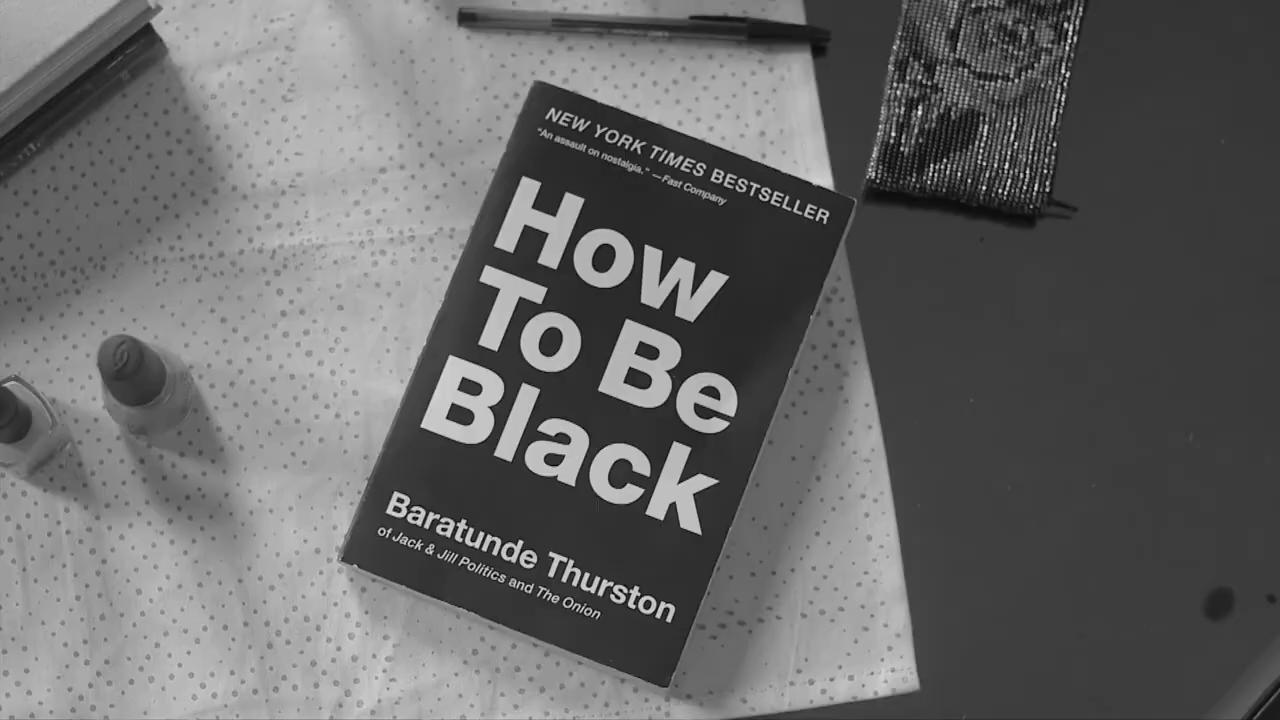 NEW YORK TIMES BESTSELLER
"An assault on nostalgia." —Fast Company
How
To Be
Black
Baratunde Thurston
of Jack & Jill Politics and The Onion